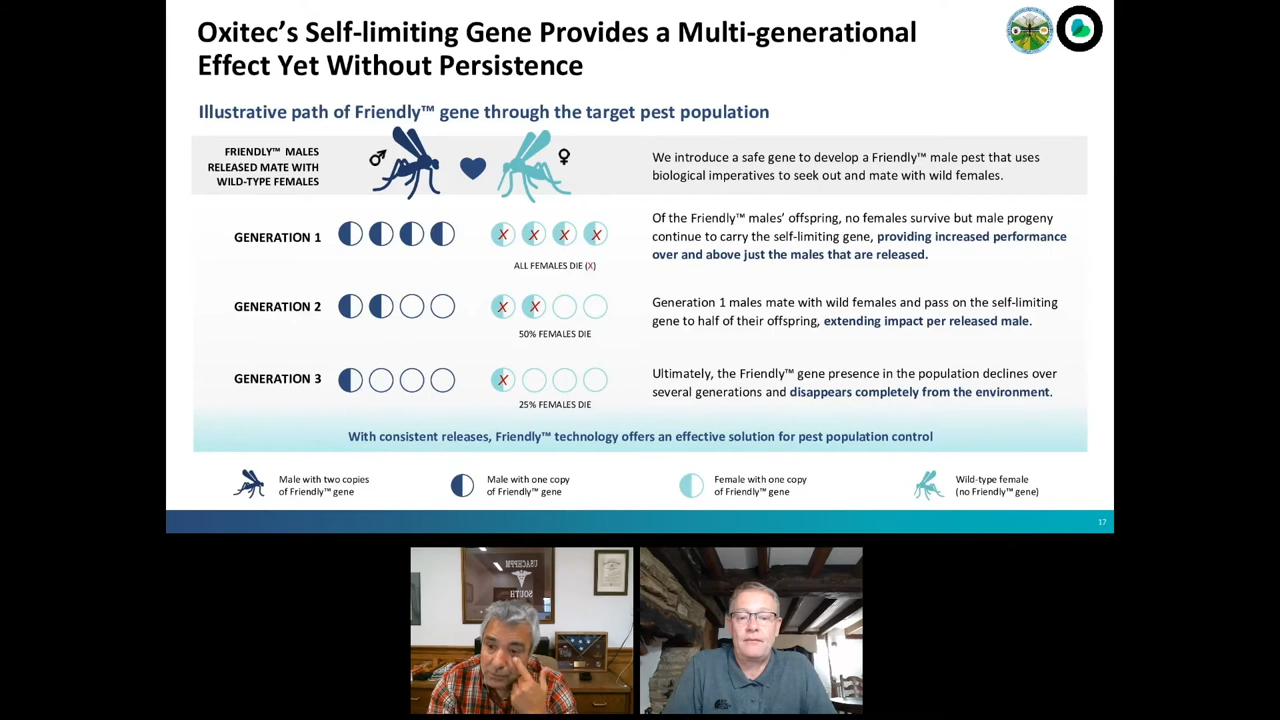 Oxitec's Self-limiting Gene Provides a Multi-generational
Effect Yet Without Persistence
Illustrative path of Friendly™ gene through the target pest population
FRIENDLY™ MALES
RELEASED MATE WITH
WILD-TYPE FEMALES
♂
♀
We introduce a safe gene to develop a Friendly™ male pest that uses
biological imperatives to seek out and mate with wild females.
GENERATION 1
X X X X
ALL FEMALES DIE (X)
Of the Friendly™ males' offspring, no females survive but male progeny
continue to carry the self-limiting gene, providing increased performance
over and above just the males that are released.
GENERATION 2
X X
50% FEMALES DIE
Generation 1 males mate with wild females and pass on the self-limiting
gene to half of their offspring, extending impact per released male.
GENERATION 3
X
25% FEMALES DIE
Ultimately, the Friendly™ gene presence in the population declines over
several generations and disappears completely from the environment.
With consistent releases, Friendly™ technology offers an effective solution for pest population control
Male with two copies
of Friendly™ gene
Male with one copy
of Friendly™ gene
Female with one copy
of Friendly™ gene
Wild-type female
(no Friendly™ gene)
17
USACHPPM
SOUTH